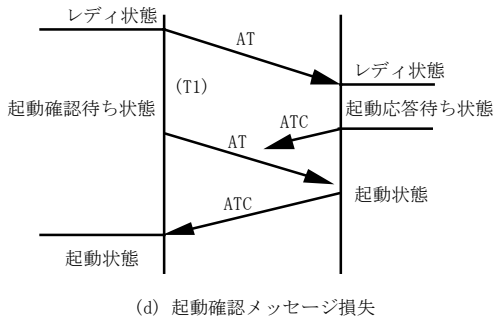 レディ状態
AT
レディ状態
(T1)
起動確認待ち状態
起動応答待ち状態
ATC
AT
起動状態
ATC
起動状態
(d) 起動確認メッセージ損失